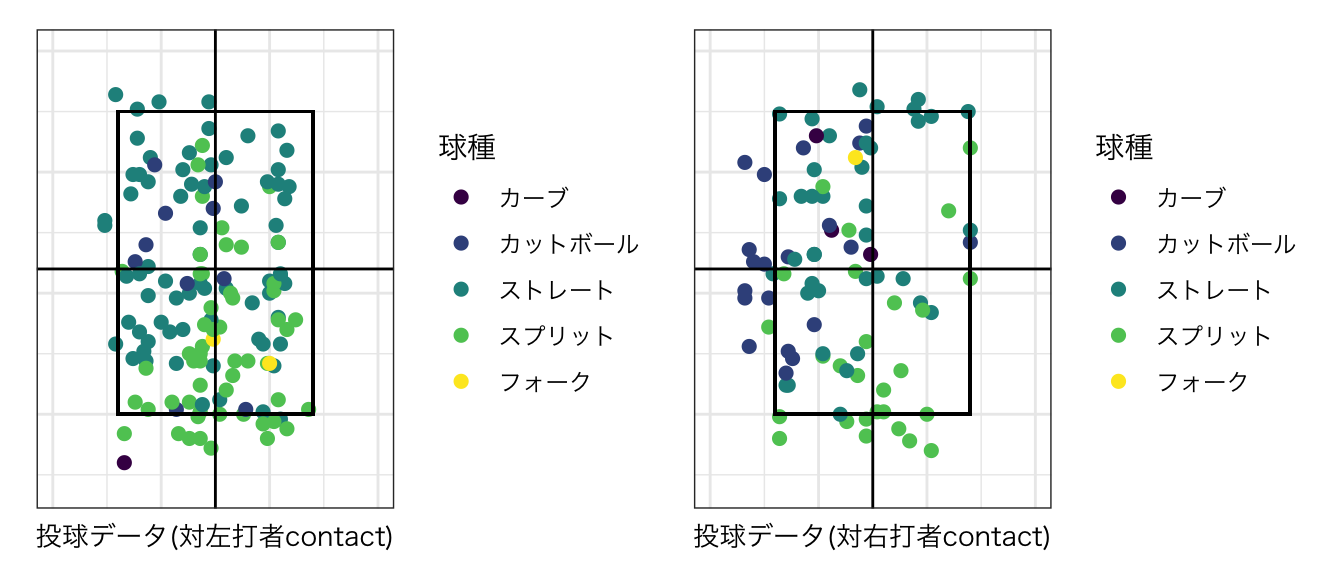 球種
カーブ
カットボール
ストレート
スプリット
フォーク
投球データ(対左打者contact)
球種
カーブ
カットボール
ストレート
スプリット
フォーク
投球データ(対右打者contact)